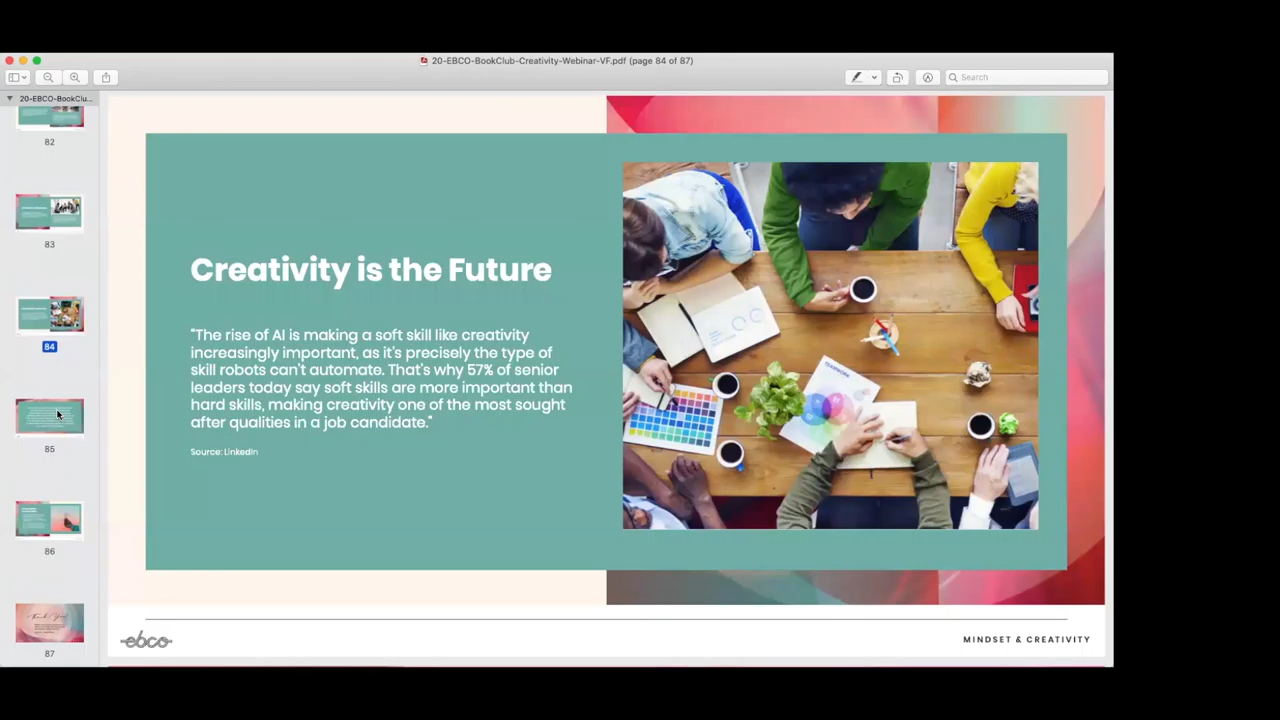 20-EBCO-BookClub-Creativity-Webinar-VF.pdf (page 84 of 87)
Search
20-EBCO-BookClu...
82
83
84
85
86
87
Creativity is the Future
“The rise of AI is making a soft skill like creativity
increasingly important, as it's precisely the type of
skill robots can't automate. That's why 57% of senior
leaders today say soft skills are more important than
hard skills, making creativity one of the most sought
after qualities in a job candidate.”
Source: LinkedIn
TEAMWORK
ebco
MINDSET & CREATIVITY